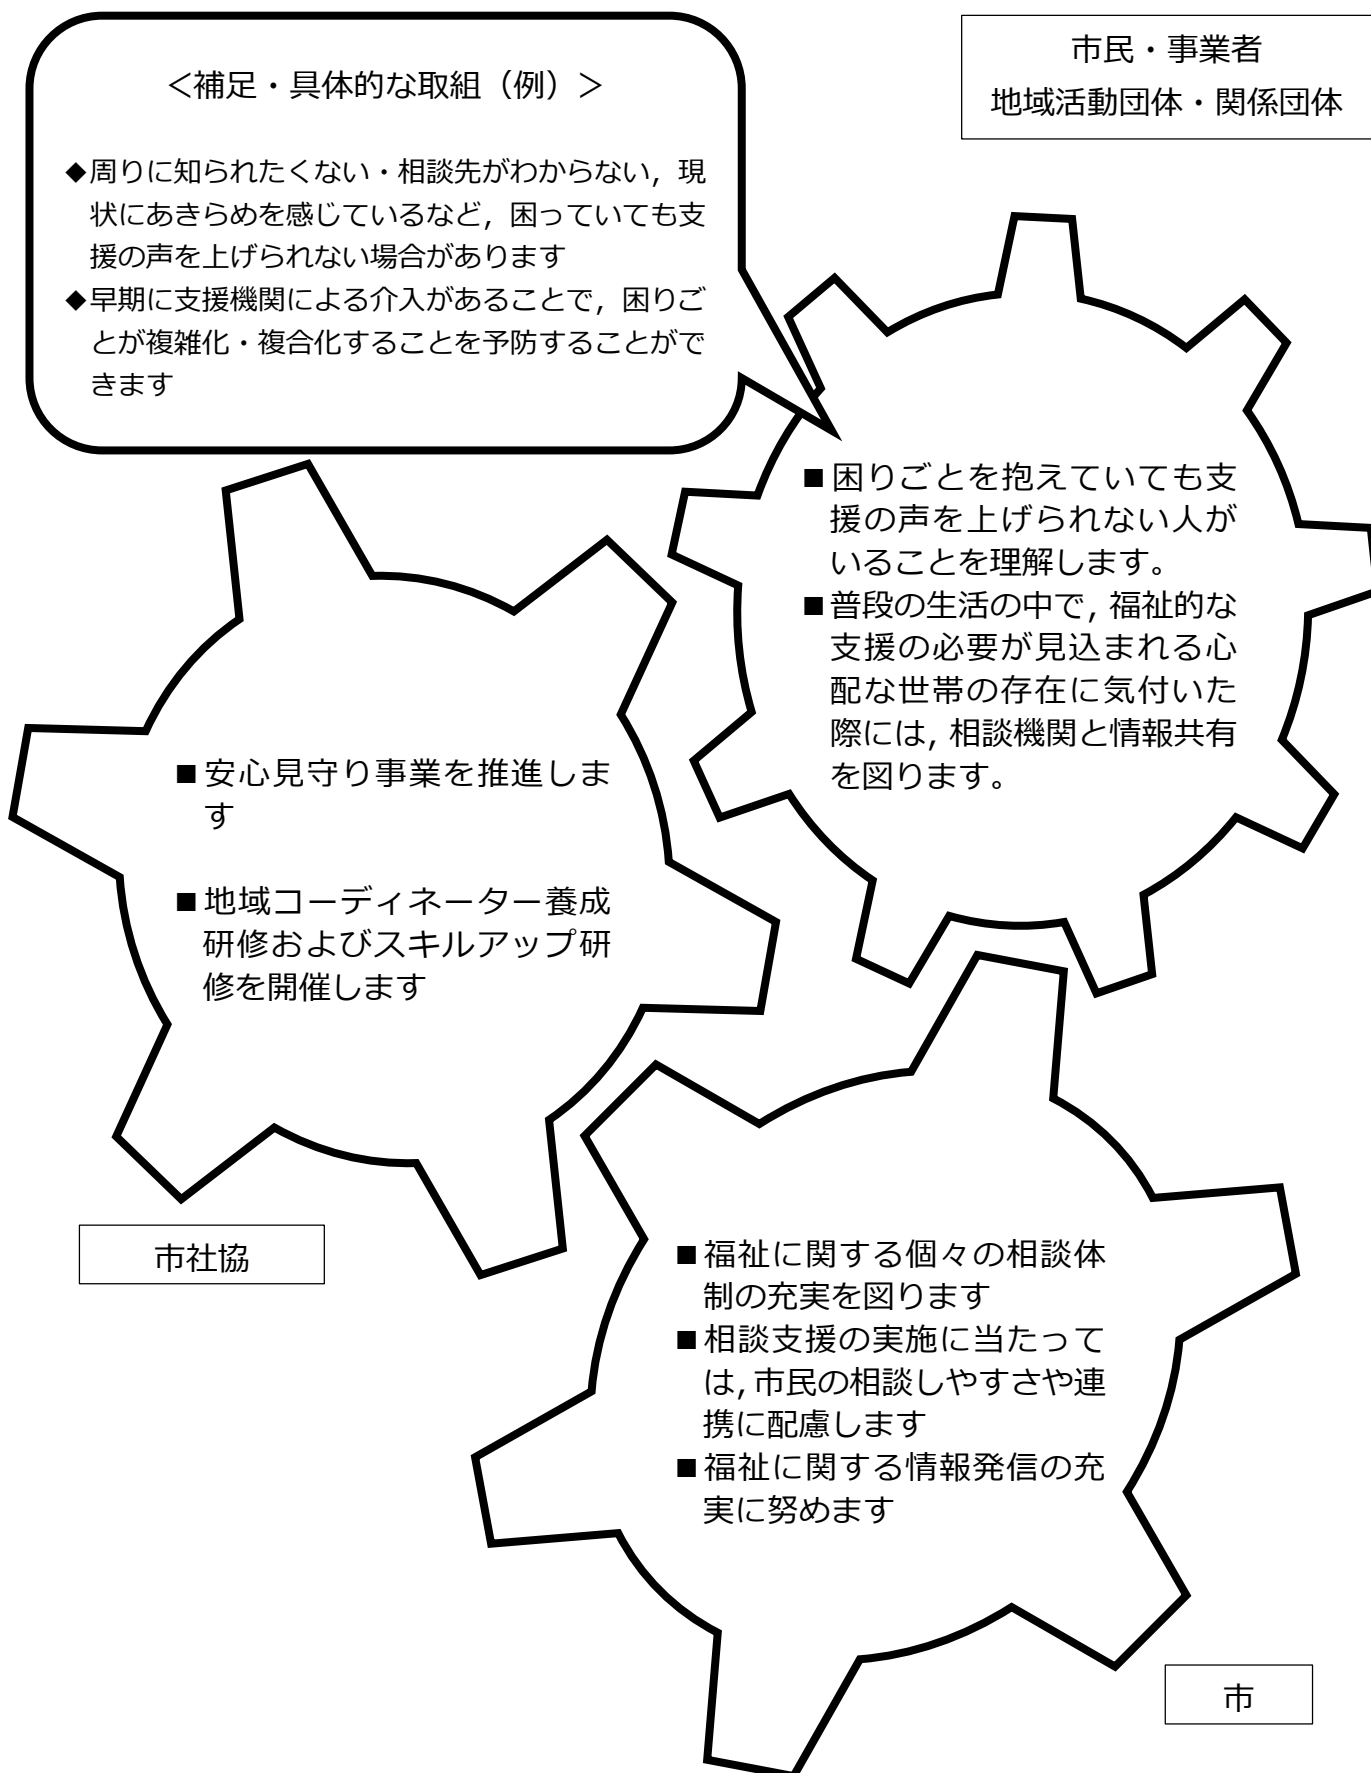 ＜補足・具体的な取組（例）＞
◆周りに知られたくない・相談先がわからない，現
状にあきらめを感じているなど，困っていても支
援の声を上げられない場合があります
◆早期に支援機関による介入があることで，困りご
とが複雑化・複合化することを予防することがで
きます
市民・事業者
地域活動団体・関係団体
■困りごとを抱えていても支
援の声を上げられない人が
いることを理解します。
■普段の生活の中で，福祉的な
支援の必要が見込まれる心
配な世帯の存在に気付いた
際には，相談機関と情報共有
を図ります。
■安心見守り事業を推進しま
す
■地域コーディネーター養成
研修およびスキルアップ研
修を開催します
市社協
■福祉に関する個々の相談体
制の充実を図ります
■相談支援の実施に当たって
は，市民の相談しやすさや連
携に配慮します
■福祉に関する情報発信の充
実に努めます
市